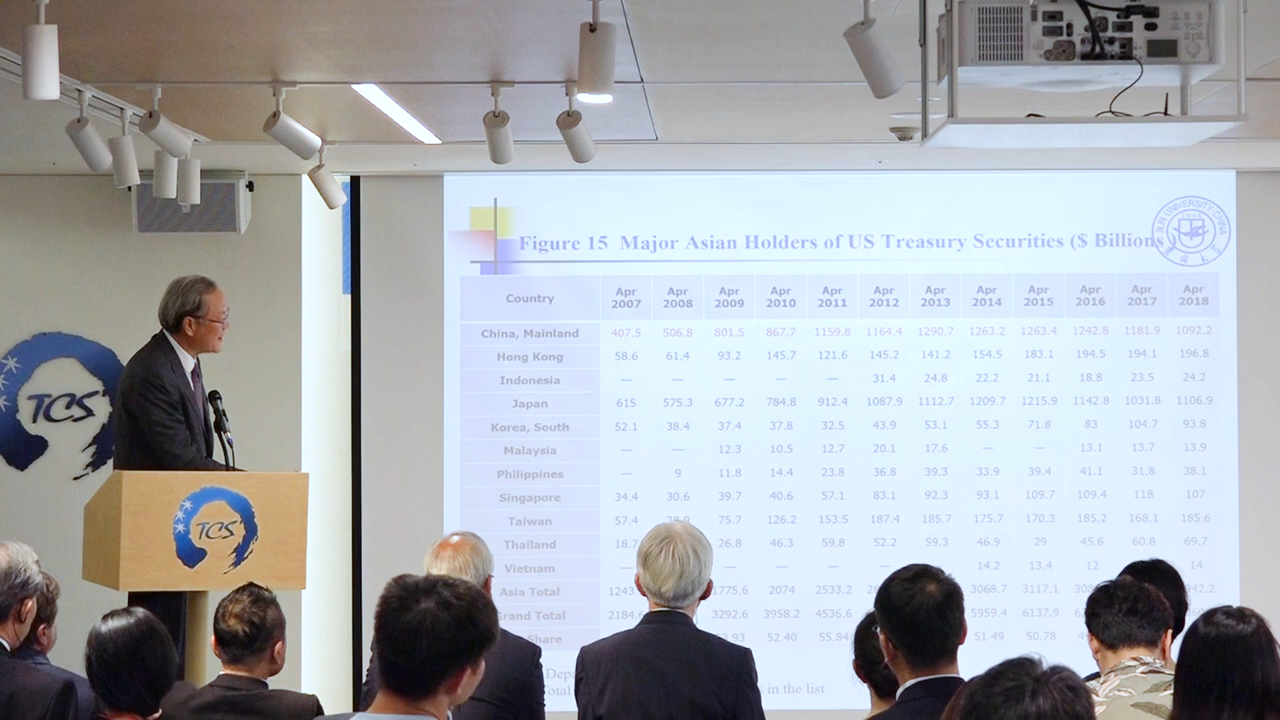 Figure 15 Major Asian Holders of US Treasury Securities ($ Billions)
Country Apr 2007 Apr 2008 Apr 2009 Apr 2010 Apr 2011 Apr 2012 Apr 2013 Apr 2014 Apr 2015 Apr 2016 Apr 2017 Apr 2018
China, Mainland 407.5 506.8 801.5 867.7 1159.8 1164.4 1290.7 1263.2 1263.4 1242.8 1181.9 1092.2
Hong Kong 58.6 61.4 93.2 145.7 121.6 145.2 141.2 154.5 183.1 194.5 194.1 196.8
Indonesia — — — — — 31.4 24.8 22.2 21.1 18.8 23.5 24.2
Japan 615 575.3 677.2 784.8 912.4 1087.9 1112.7 1209.7 1215.9 1142.8 1031.8 1106.9
TCS
Korea, South 52.1 38.4 37.4 37.8 32.5 43.9 53.1 55.3 71.8 83 104.7 93.8
Malaysia — — 12.3 10.5 12.7 20.1 17.6 — — 13.1 13.7 13.9
Philippines — 9 11.8 14.4 23.8 36.8 39.3 33.9 39.4 41.1 31.8 38.1
Singapore 34.4 30.6 39.7 40.6 57.1 83.1 92.3 93.1 109.7 109.4 118 107
Taiwan 57.4 75.7 126.2 153.5 187.4 185.7 175.7 170.3 185.2 168.1 185.6
TCS
Thailand 26.8 46.3 59.8 52.2 59.3 46.9 29 45.6 60.8 69.7
Vietnam — — — — — — 14.2 13.4 12 14
Asia Total 2074 2533.2 3068.7 3117.1
Total 3292.6 3958.2 4536.6 5959.4 6137.9
Share 52.40 55.84 51.49 50.78
in the list